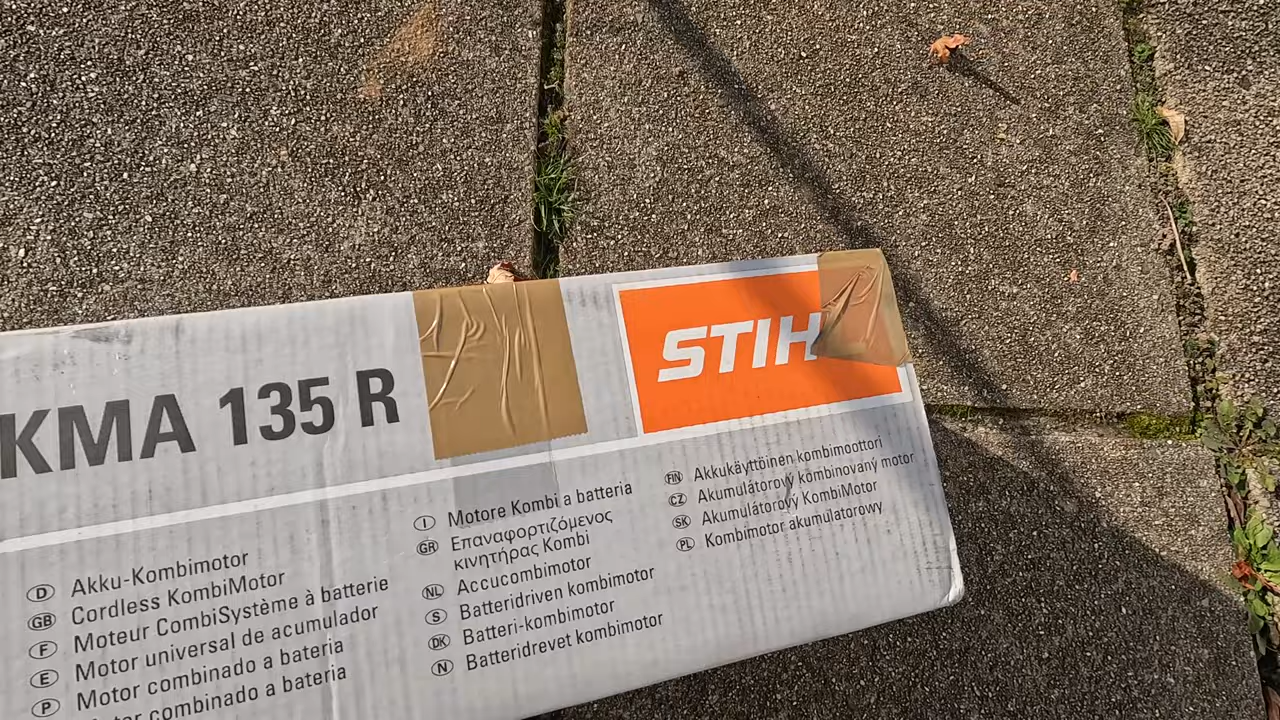 KMA 135 R
STIH
D Akku-Kombimotor
GB Cordless KombiMotor
F Moteur CombiSystème à batterie
E Motor universal de acumulador
P Motor combinado a bateria
combinado a bateria
I Motore Kombi a batteria
GR Επαναφορτιζόμενος
κινητήρας Kombi
NL Accucombimotor
S Batteridriven kombimotor
DK Batteri-kombimotor
N Batteridrevet kombimotor
FIN Akkukäyttöinen kombimoottori
CZ Akumulátorový kombinovaný motor
SK Akumulátorový KombiMotor
PL Kombimotor akumulatorowy